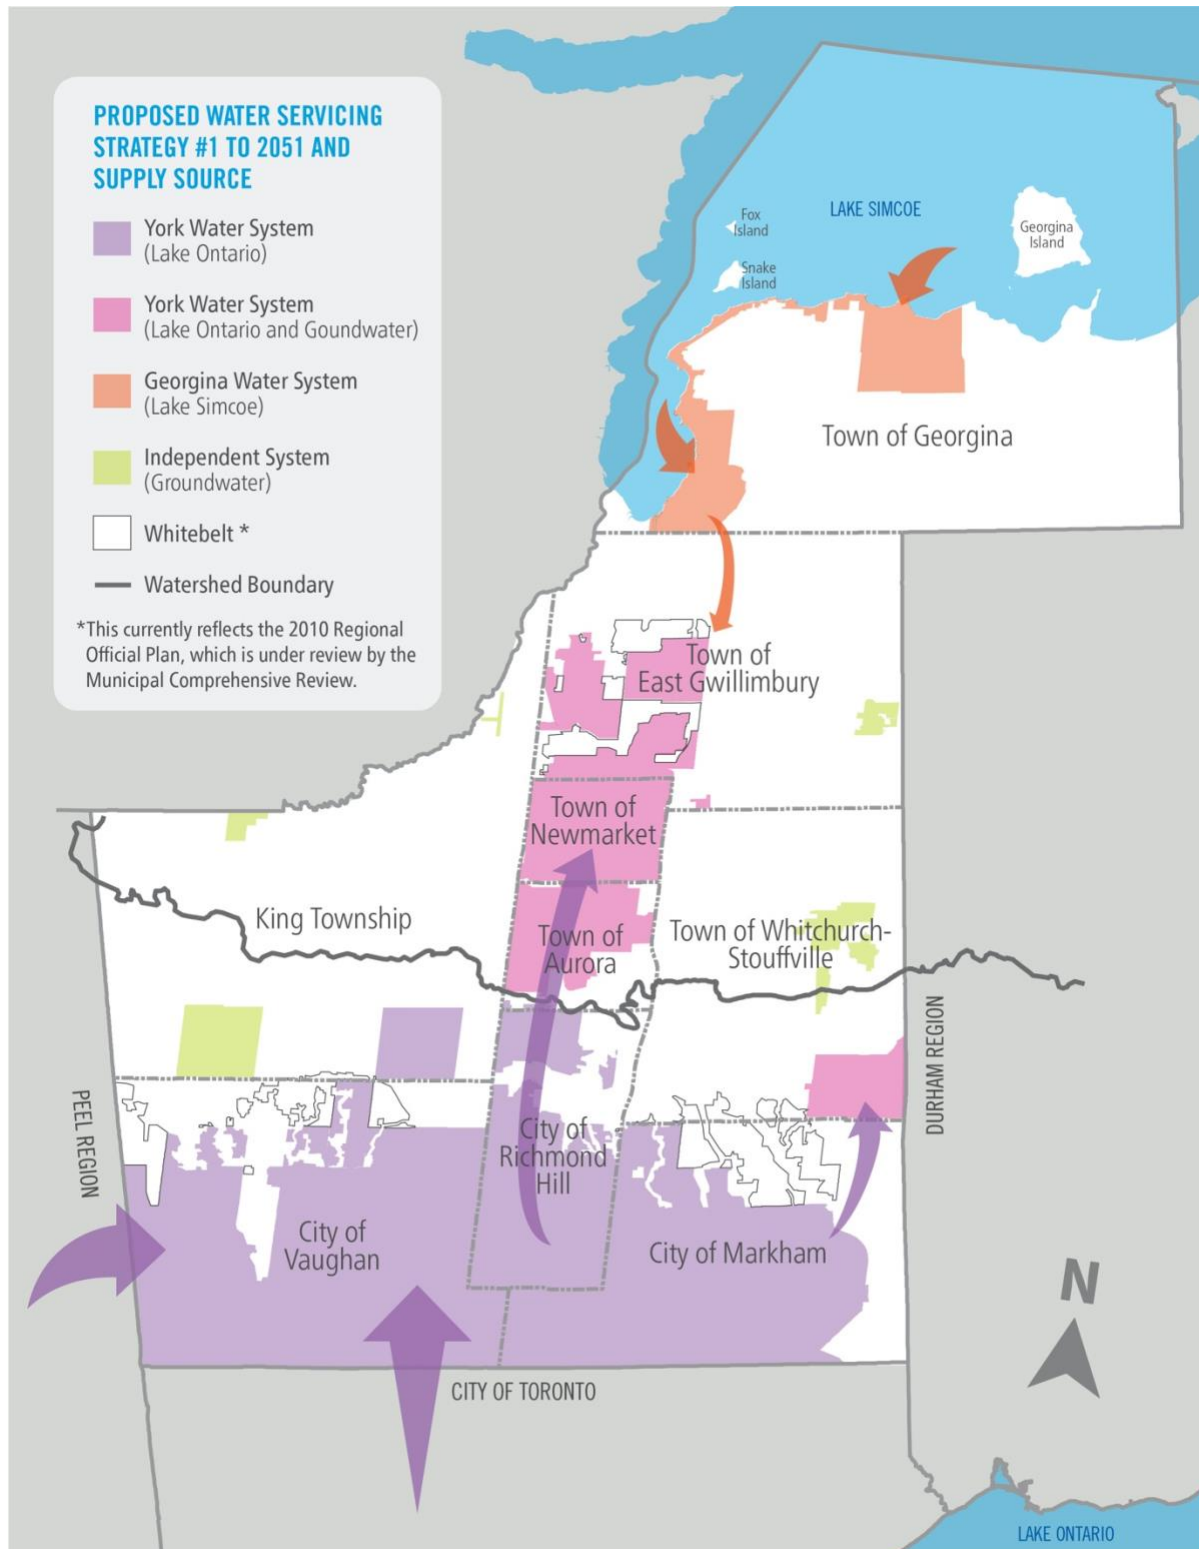 PROPOSED WATER SERVICING
STRATEGY #1 TO 2051 AND
SUPPLY SOURCE
York Water System
(Lake Ontario)
York Water System
(Lake Ontario and Goundwater)
Georgina Water System
(Lake Simcoe)
Independent System
(Groundwater)
Whitebelt *
Watershed Boundary
*This currently reflects the 2010 Regional
Official Plan, which is under review by the
Municipal Comprehensive Review.
LAKE SIMCOE
Fox
Island
Georgina
Island
Snake
Island
Town of Georgina
Town of
East Gwillimbury
Town of
Newmarket
King Township
Town of
Aurora
Town of Whitchurch-
Stouffville
PEEL REGION
DURHAM REGION
City of
Richmond
Hill
City of
Vaughan
City of Markham
N
CITY OF TORONTO
LAKE ONTARIO